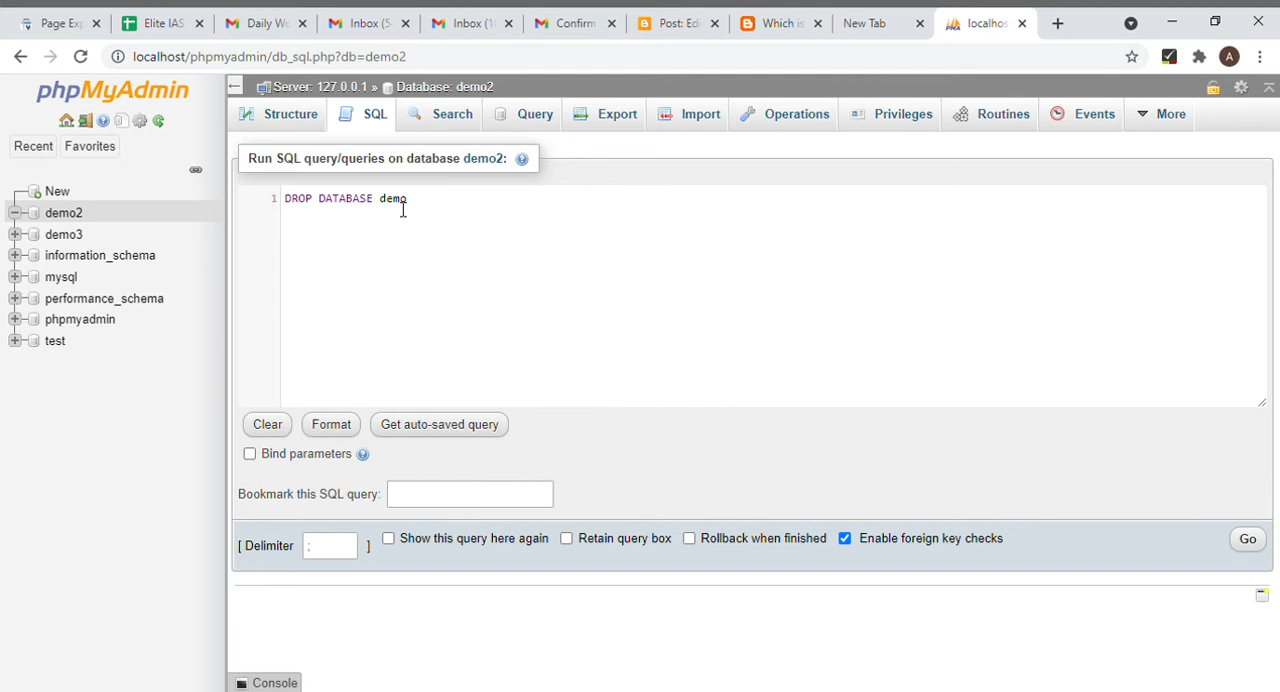 Page Exp
Elite IAS
Daily Wo
Inbox (54
Inbox (18
Confirm
Post: Edi
Which is
New Tab
localhos
localhost/phpmyadmin/db_sql.php?db=demo2
A
phpMyAdmin
Recent
Favorites
New
demo2
demo3
information_schema
mysql
performance_schema
phpmyadmin
test
Server: 127.0.0.1 » Database: demo2
Structure
SQL
Search
Query
Export
Import
Operations
Privileges
Routines
Events
More
Run SQL query/queries on database demo2:
1 DROP DATABASE demo
Clear
Format
Get auto-saved query
Bind parameters
Bookmark this SQL query:
[ Delimiter ; ]
Show this query here again
Retain query box
Rollback when finished
Enable foreign key checks
Go
Console